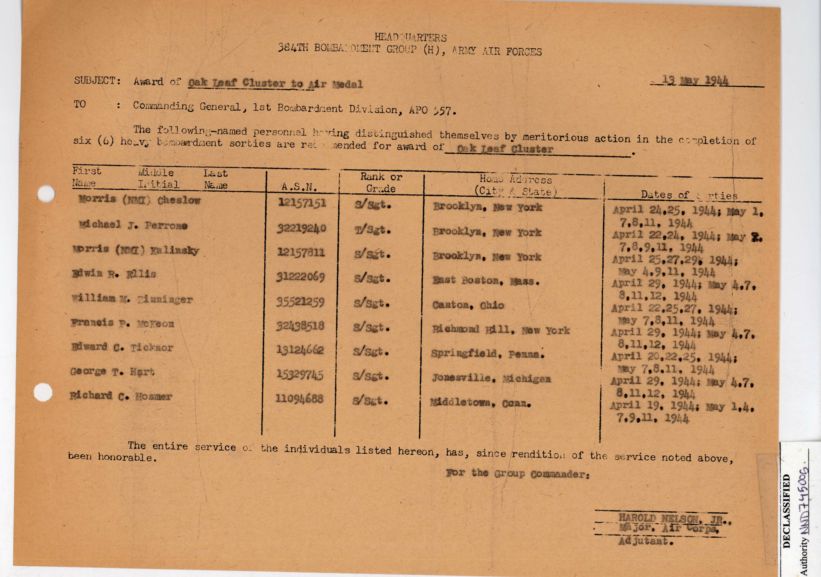 HEADQUARTERS
384TH BOMBARDMENT GROUP (H), ARMY AIR FORCES
SUBJECT: Award of Oak Leaf Cluster to Air Medal
13 May 1944
TO : Commanding General, 1st Bombardment Division, APO 557.
The following-named personnel having distinguished themselves by meritorious action in the completion of
six (6) heavy bombardment sorties are recommended for award of Oak Leaf Cluster .
First Middle Last Rank or Home Address
Name Initial Name A.S.N. Grade (City & State) Dates of Sorties
Morris (NMI) Cheslow 12157151 S/Sgt. Brooklyn, New York April 24,25, 1944; May 1,
7,8,11, 1944
Michael J. Perrone 32219240 T/Sgt. Brooklyn, New York April 22,24, 1944; May
7,8,9,11, 1944
Morris (NMI) Kulinsky 12157811 S/Sgt. Brooklyn, New York April 25,27,29, 1944;
May 4,9,11, 1944
Edwin R. Ellis 31222069 S/Sgt. East Boston, Mass. April 29, 1944; May 4,7,
8,11,12, 1944
William M. 35521259 S/Sgt. Canton, Ohio April 22,25,27, 1944;
May 7,8,11, 1944
Francis P. McKeon 32438518 S/Sgt. Richmond Hill, New York April 29, 1944; May 4,7,
8,11,12, 1944
Edward C. Ticknor 13124662 S/Sgt. Springfield, Penna. April 20,22,25, 1944;
May 7,8,11, 1944
George T. Hart 15329745 S/Sgt. Jonesville, Michigan April 29, 1944; May 4,7,
8,11,12, 1944
Richard C. Hosmer 11094688 S/Sgt. Middletown, Conn. April 19, 1944; May 1,4,
7,9,11, 1944
The entire service of the individuals listed hereon, has, since rendition of the service noted above,
been honorable.
For the Group Commander:
HAROLD NELSON, JR.,
Major, Air Corps,
Adjutant.
DECLASSIFIED
Authority NND745005